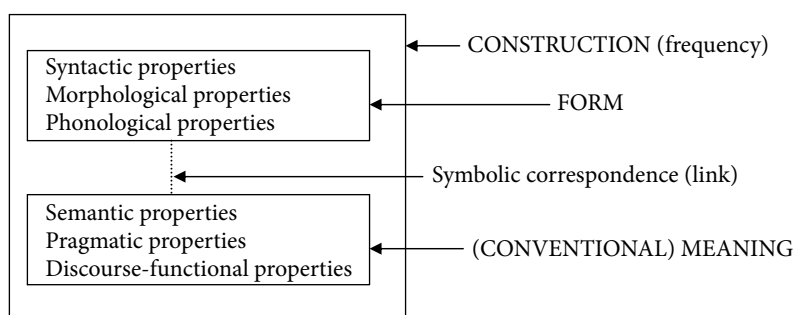 CONSTRUCTION (frequency)
Syntactic properties
Morphological properties
Phonological properties
FORM
Symbolic correspondence (link)
Semantic properties
Pragmatic properties
Discourse-functional properties
(CONVENTIONAL) MEANING